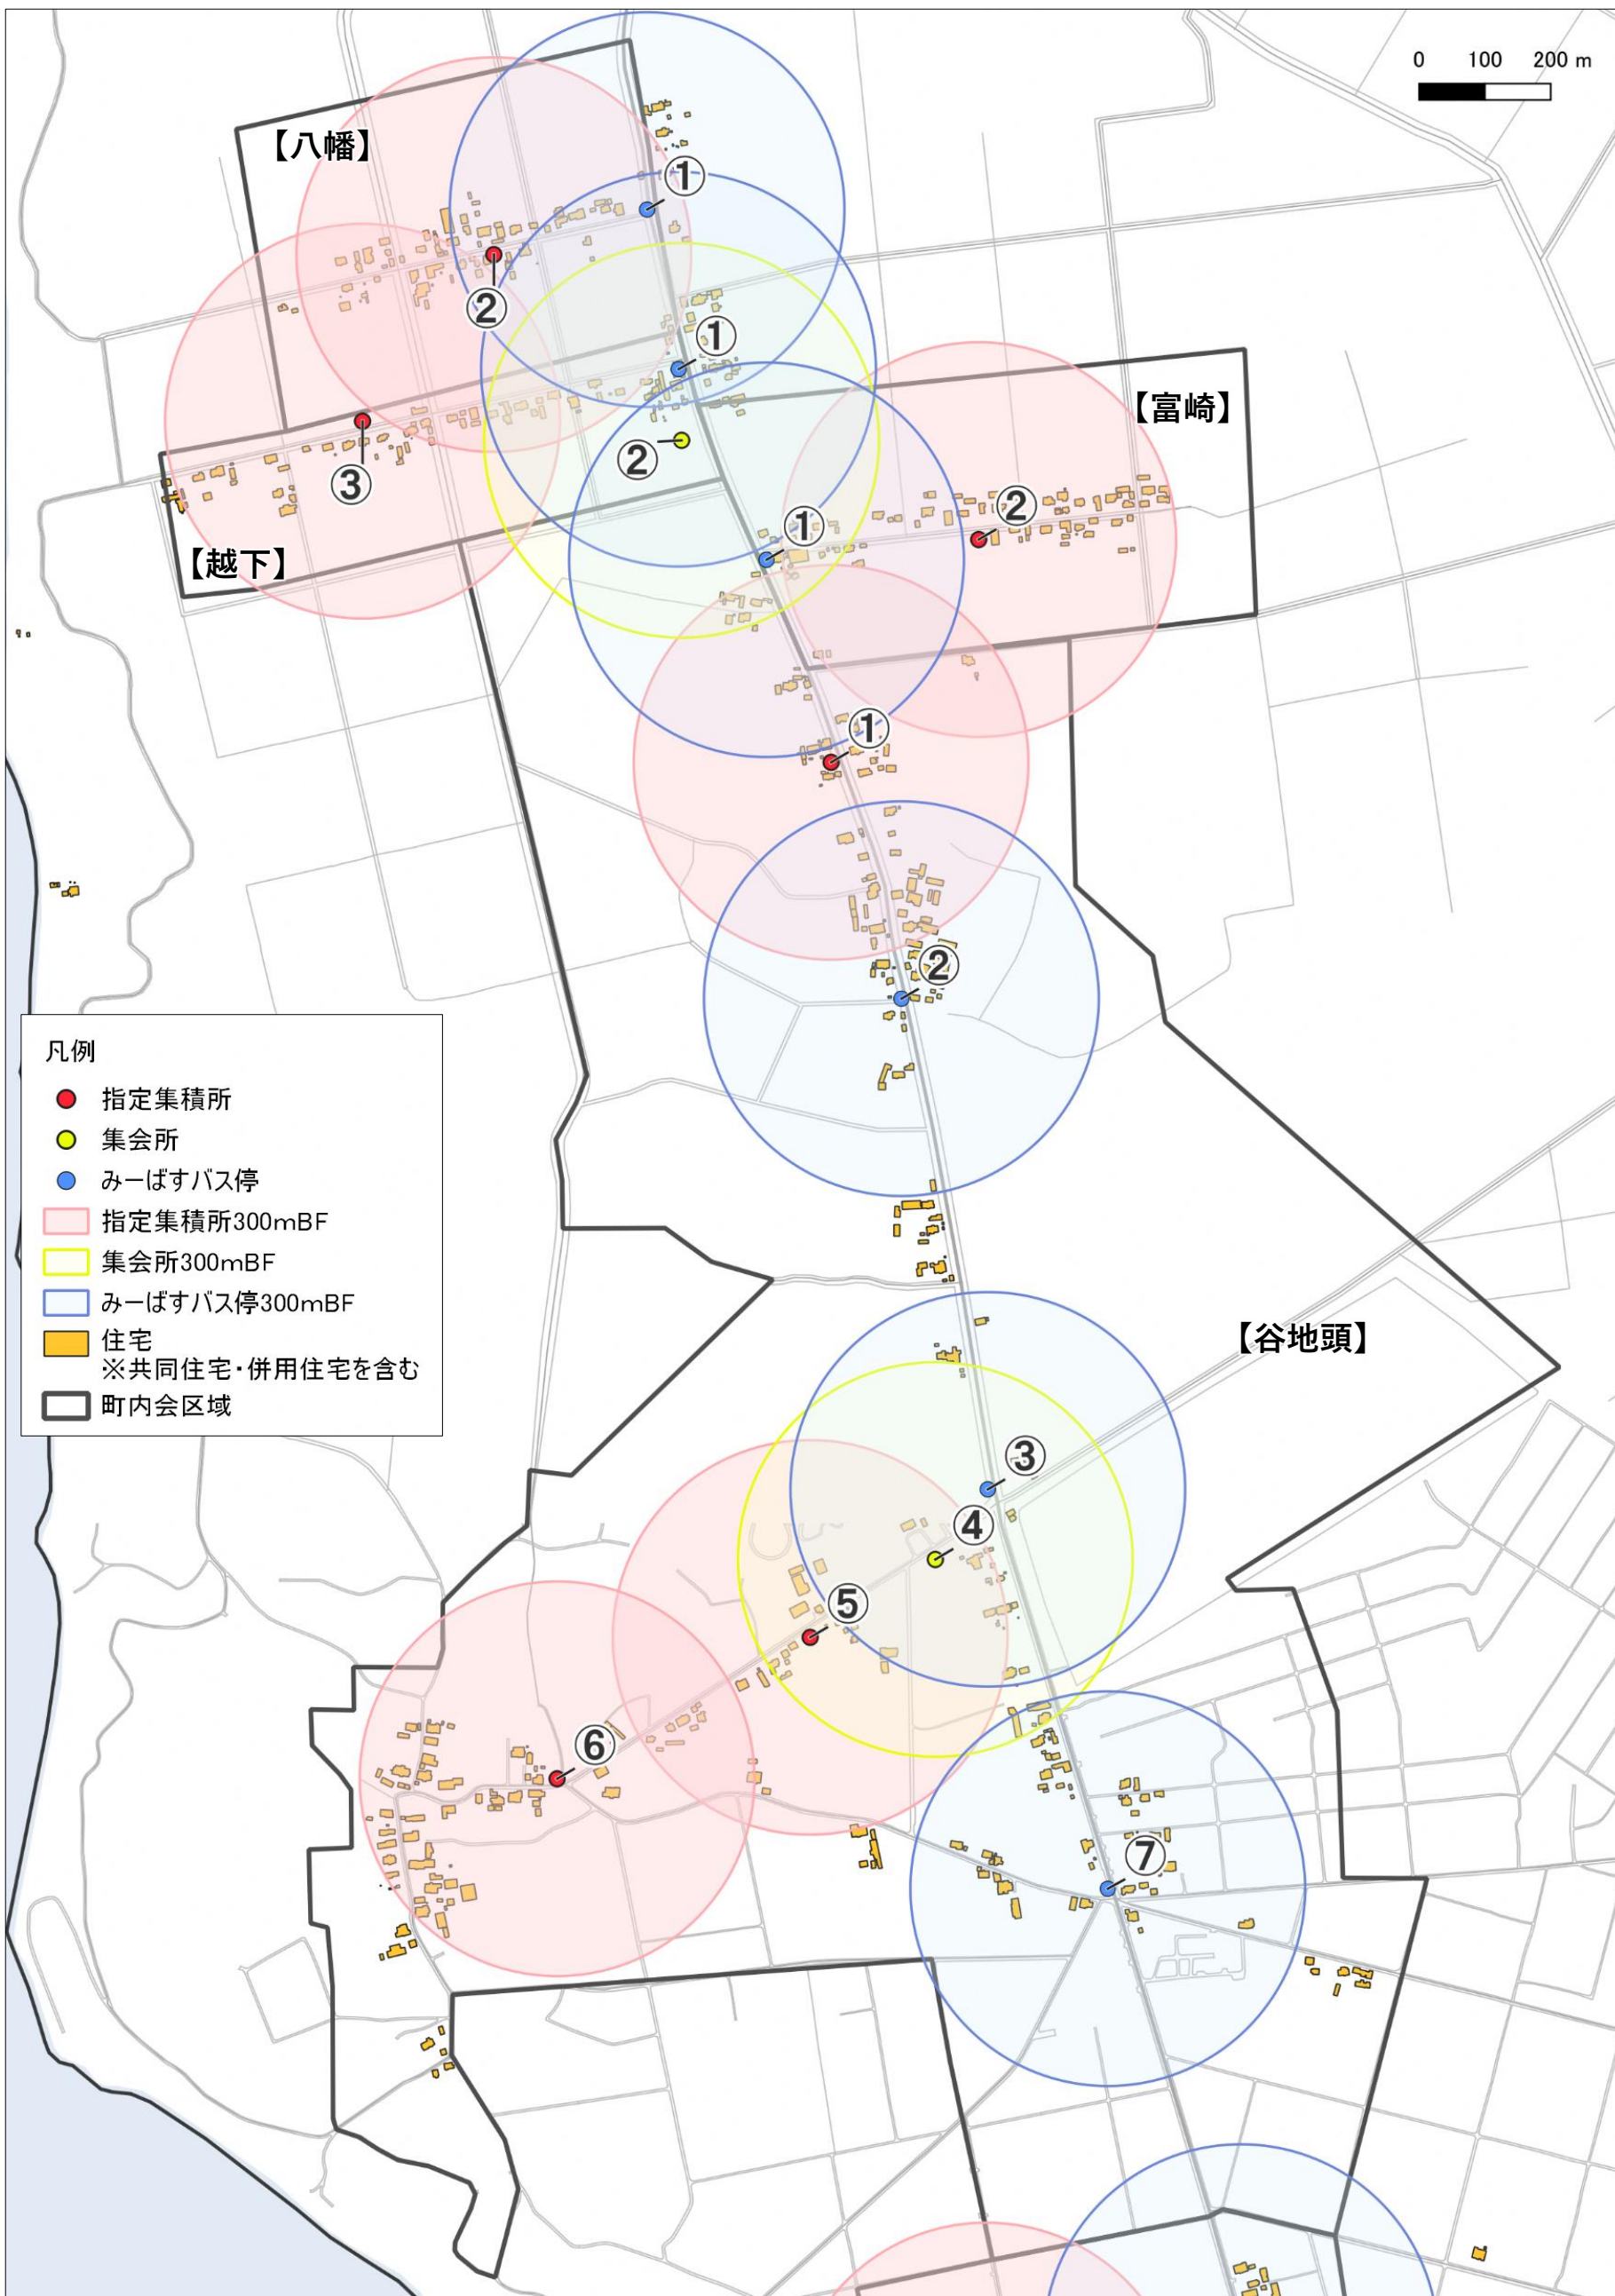 0 100 200 m
【八幡】
①
②
①
【富崎】
②
②
③
①
【越下】
①
②
凡例
指定集積所
集会所
みーばすバス停
指定集積所300mBF
集会所300mBF
みーばすバス停300mBF
住宅
※共同住宅・併用住宅を含む
町内会区域
【谷地頭】
③
④
⑤
⑥
⑦